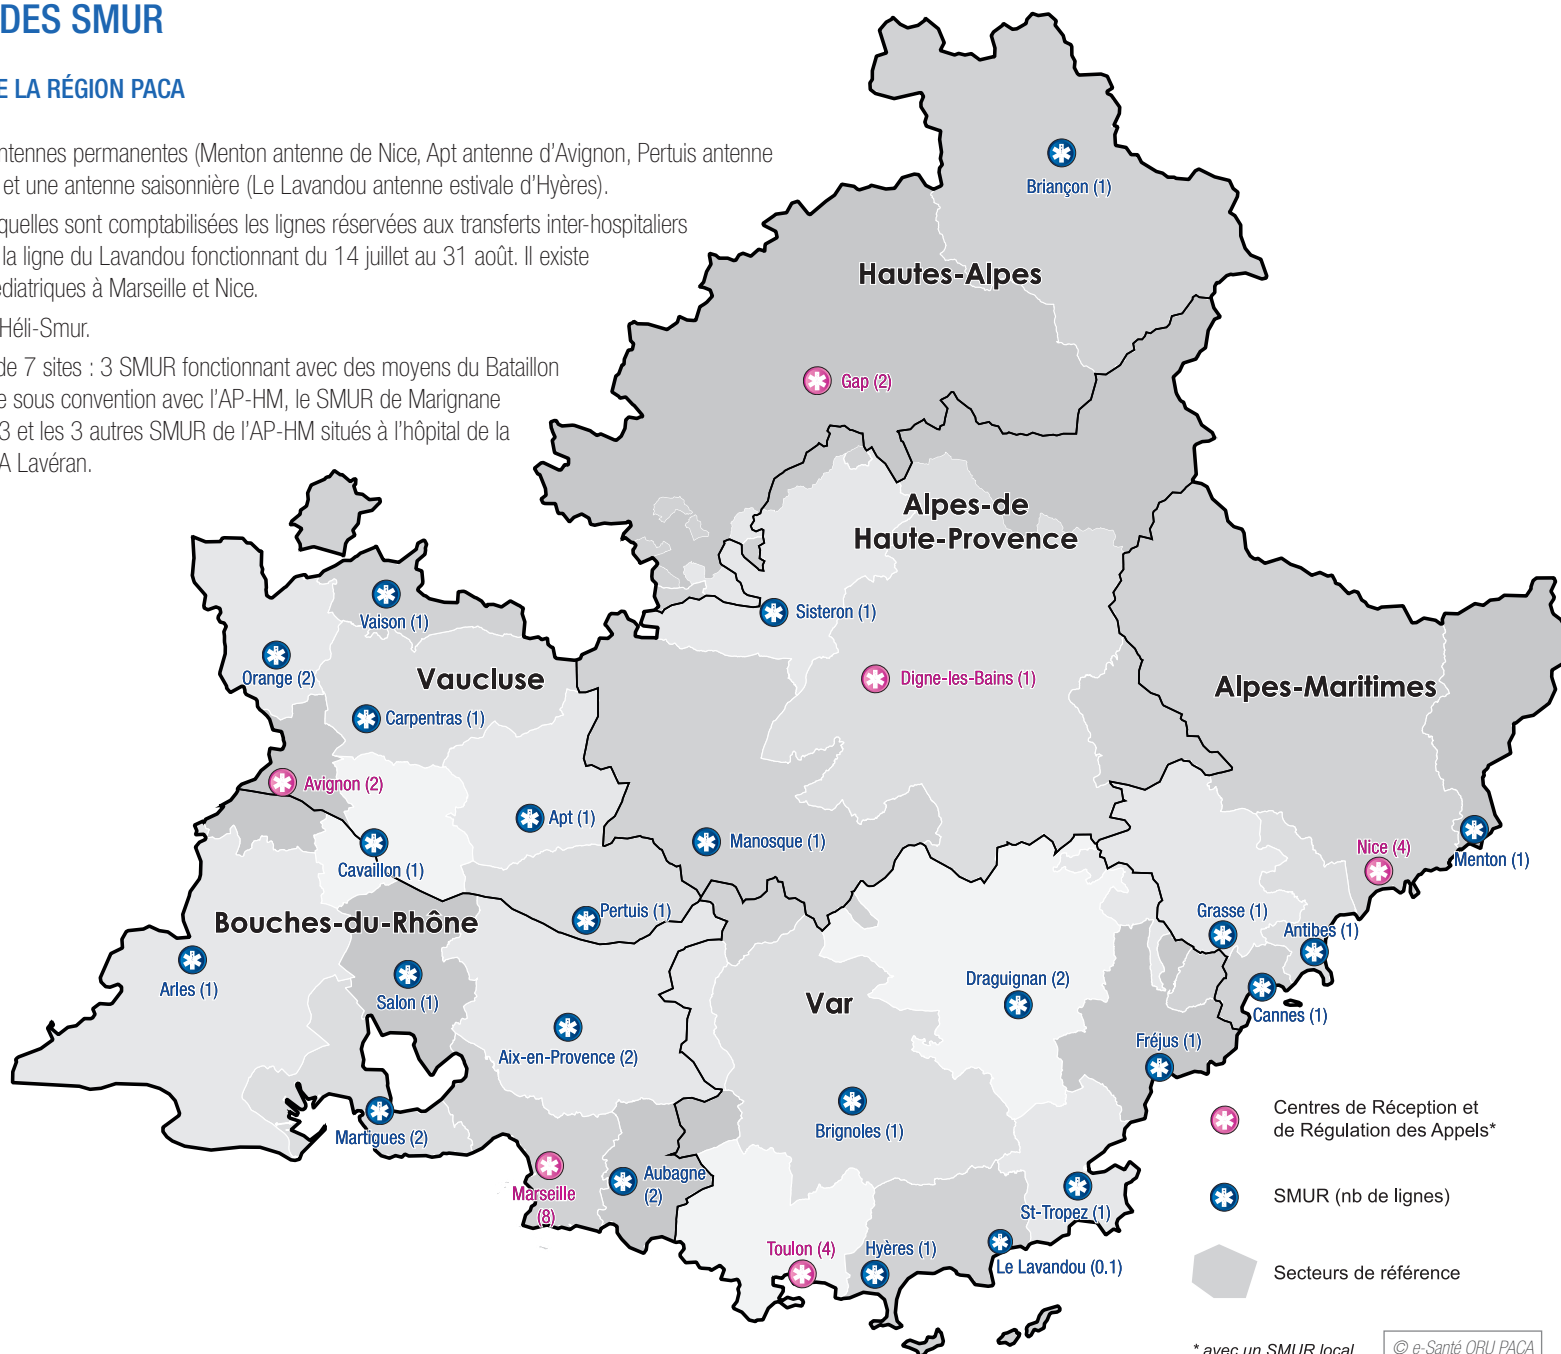 DES SMUR
E LA RÉGION PACA
ntennes permanentes (Menton antenne de Nice, Apt antenne d'Avignon, Pertuis antenne
et une antenne saisonnière (Le Lavandou antenne estivale d'Hyères).
quelles sont comptabilisées les lignes réservées aux transferts inter-hospitaliers
la ligne du Lavandou fonctionnant du 14 juillet au 31 août. Il existe
édiatriques à Marseille et Nice.
Héli-Smur.
de 7 sites : 3 SMUR fonctionnant avec des moyens du Bataillon
e sous convention avec l'AP-HM, le SMUR de Marignane
3 et les 3 autres SMUR de l'AP-HM situés à l'hôpital de la
A Lavéran.
Briançon (1)
Hautes-Alpes
Gap (2)
Alpes-de
Haute-Provence
Vaison (1)
Sisteron (1)
Orange (2)
Vaucluse
Digne-les-Bains (1)
Alpes-Maritimes
Carpentras (1)
Avignon (2)
Apt (1)
Manosque (1)
Cavaillon (1)
Nice (4)
Menton (1)
Bouches-du-Rhône
Pertuis (1)
Grasse (1)
Antibes (1)
Arles (1)
Salon (1)
Var
Draguignan (2)
Cannes (1)
Aix-en-Provence (2)
Fréjus (1)
Martigues (2)
Brignoles (1)
Marseille
(8)
Aubagne
(2)
St-Tropez (1)
Toulon (4)
Hyères (1)
Le Lavandou (0.1)
Centres de Réception et
de Régulation des Appels*
SMUR (nb de lignes)
Secteurs de référence
* avec un SMUR local
© e-Santé ORU PACA